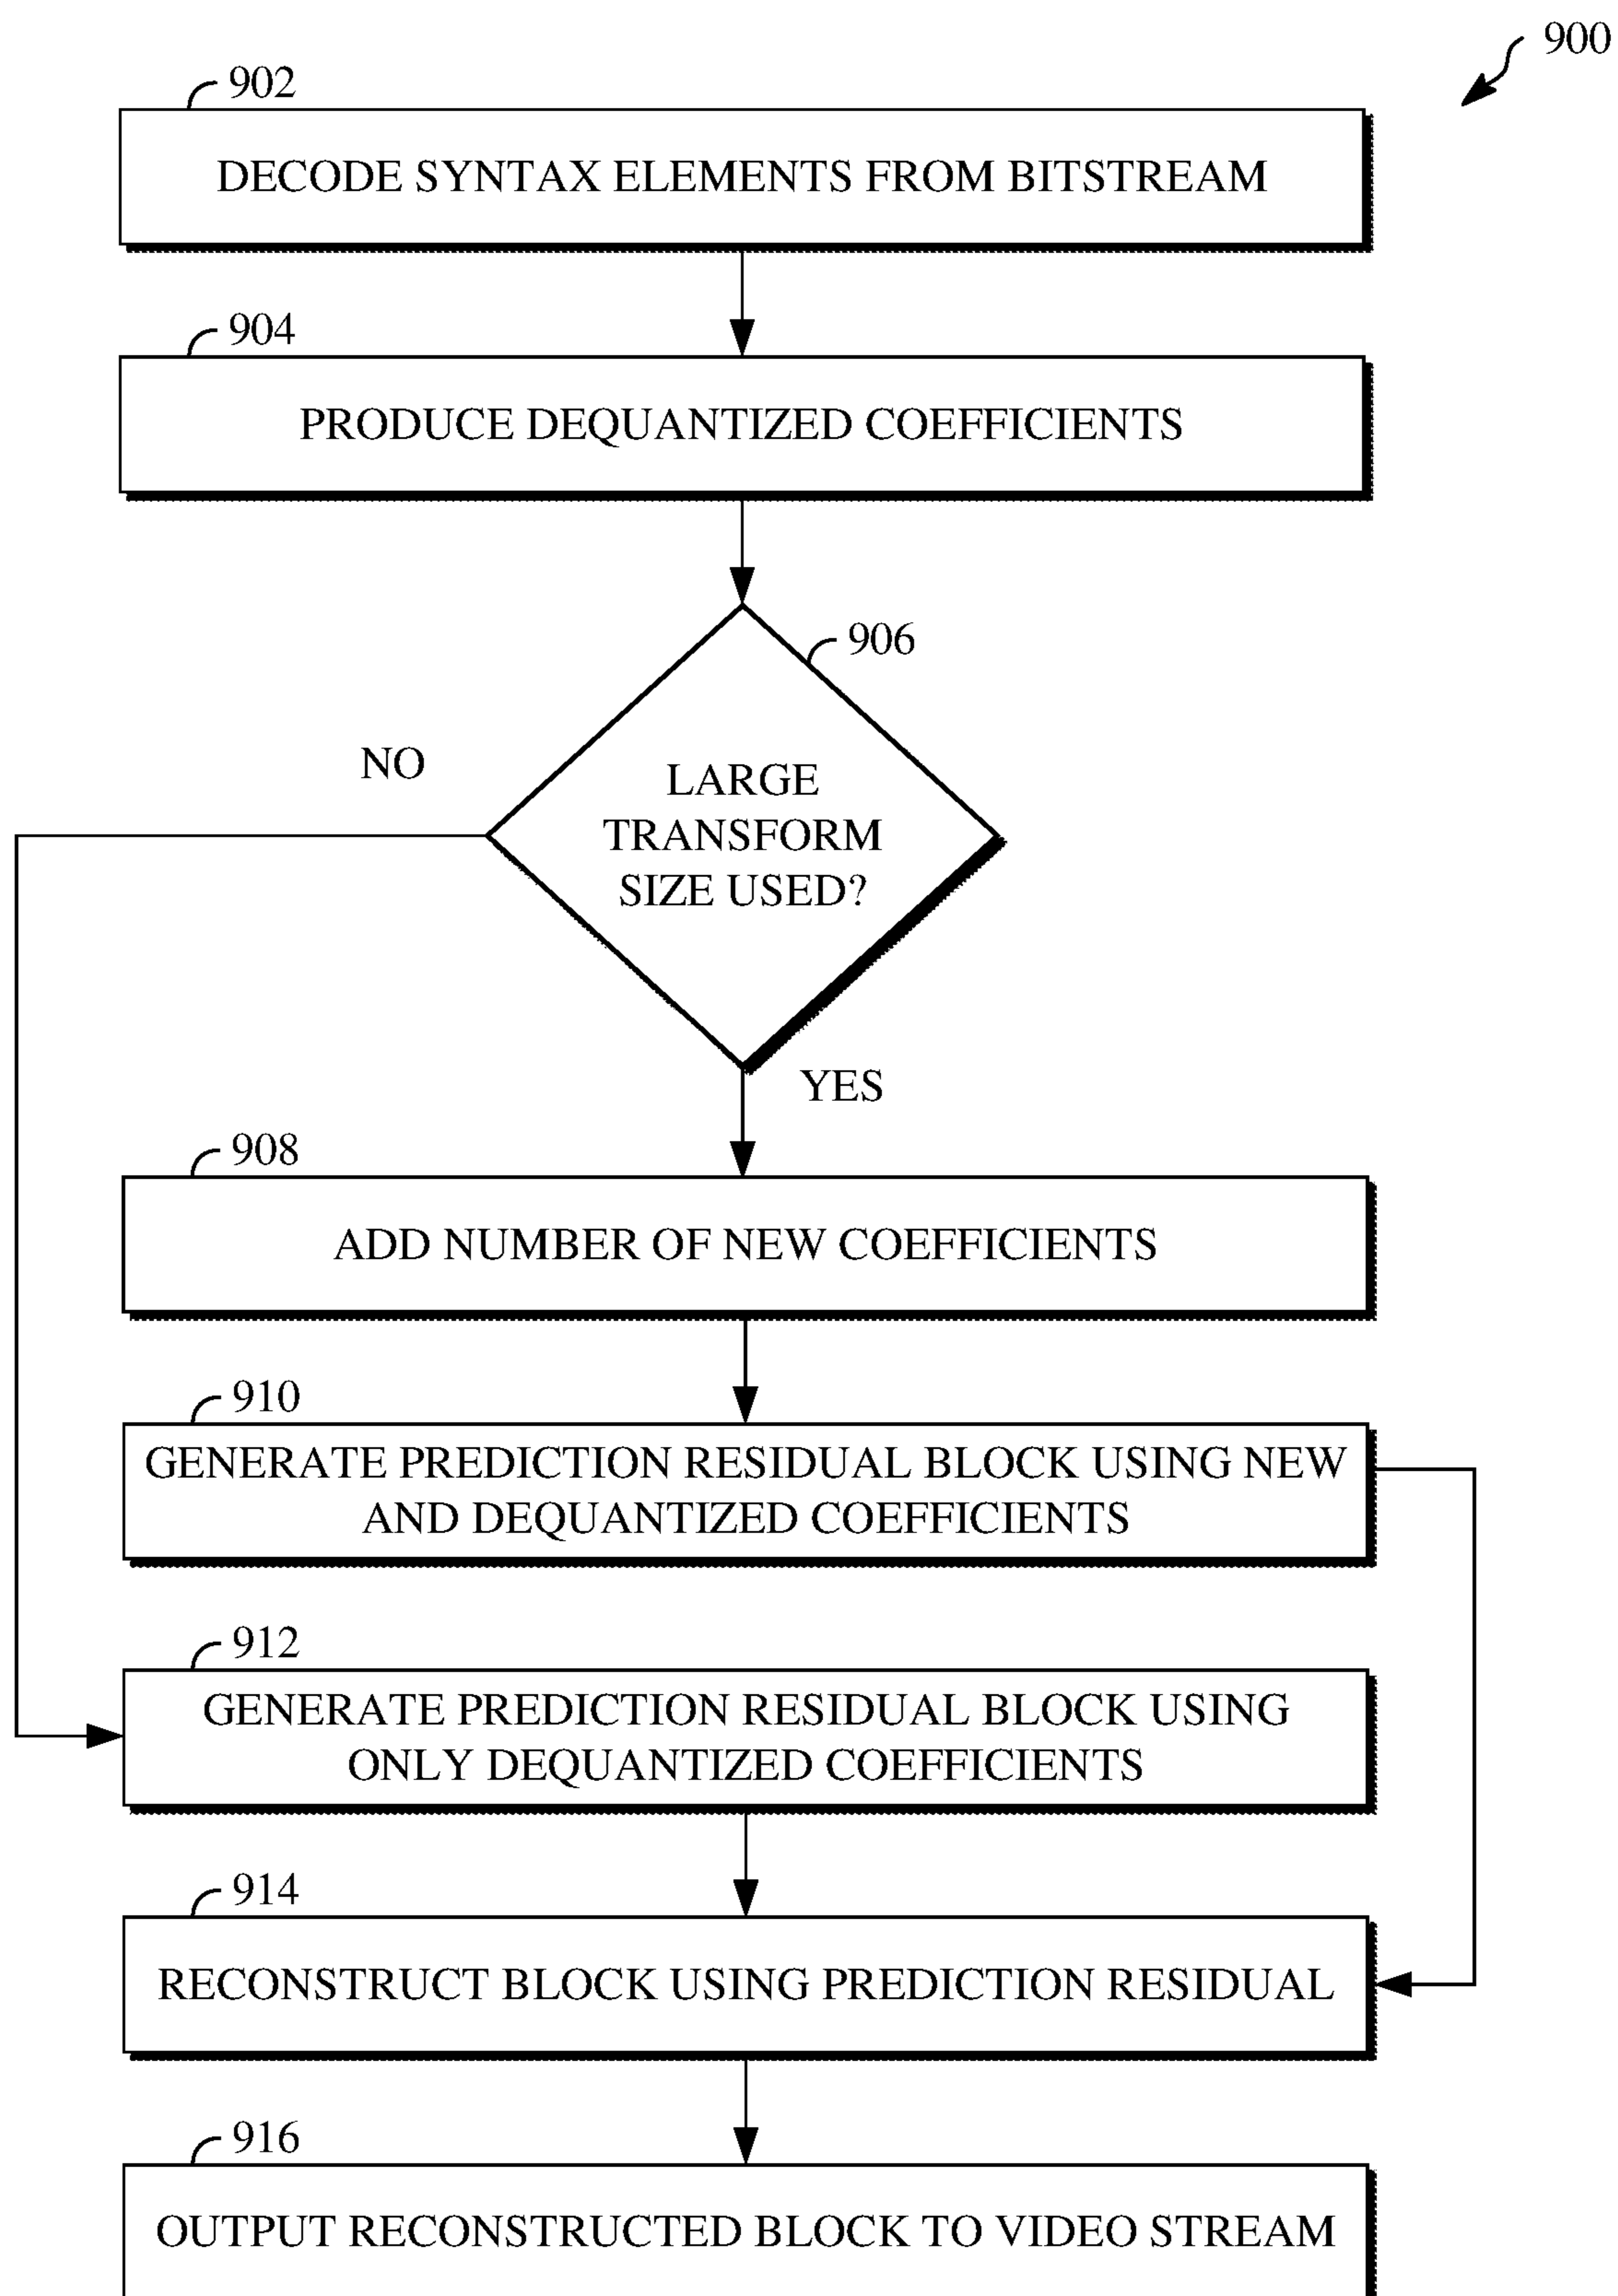 900
902
DECODE SYNTAX ELEMENTS FROM BITSTREAM
904
PRODUCE DEQUANTIZED COEFFICIENTS
906
NO
LARGE
TRANSFORM
SIZE USED?
YES
908
ADD NUMBER OF NEW COEFFICIENTS
910
GENERATE PREDICTION RESIDUAL BLOCK USING NEW
AND DEQUANTIZED COEFFICIENTS
912
GENERATE PREDICTION RESIDUAL BLOCK USING
ONLY DEQUANTIZED COEFFICIENTS
914
RECONSTRUCT BLOCK USING PREDICTION RESIDUAL
916
OUTPUT RECONSTRUCTED BLOCK TO VIDEO STREAM